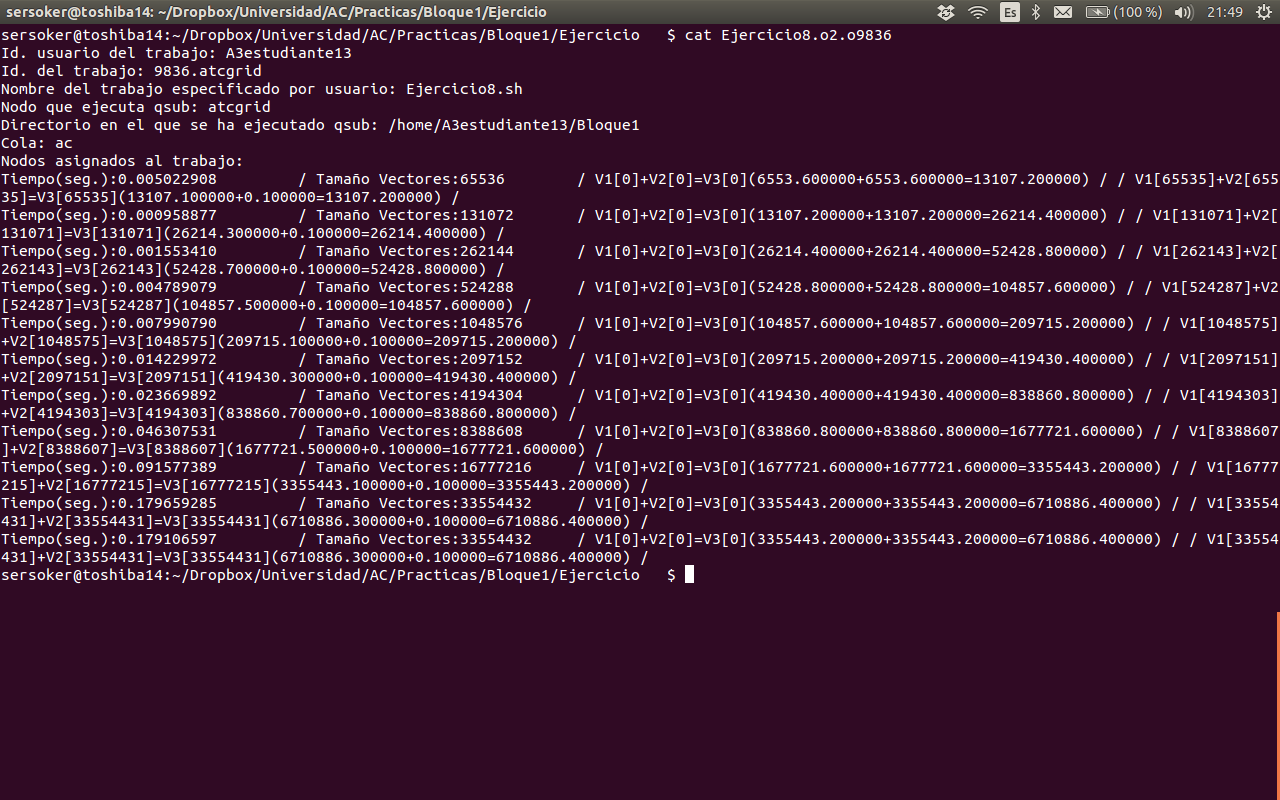 sersoker@toshiba14: ~/Dropbox/Universidad/AC/Practicas/Bloque1/Ejercicio Es (100 %) 21:49
sersoker@toshiba14:~/Dropbox/Universidad/AC/Practicas/Bloque1/Ejercicio   $ cat Ejercicio8.o2.o9836
Id. usuario del trabajo: A3estudiante13
Id. del trabajo: 9836.atcgrid
Nombre del trabajo especificado por usuario: Ejercicio8.sh
Nodo que ejecuta qsub: atcgrid
Directorio en el que se ha ejecutado qsub: /home/A3estudiante13/Bloque1
Cola: ac
Nodos asignados al trabajo:
Tiempo(seg.):0.005022908         / Tamaño Vectores:65536        / V1[0]+V2[0]=V3[0](6553.600000+6553.600000=13107.200000) / / V1[65535]+V2[655
35]=V3[65535](13107.100000+0.100000=13107.200000) /
Tiempo(seg.):0.000958877         / Tamaño Vectores:131072       / V1[0]+V2[0]=V3[0](13107.200000+13107.200000=26214.400000) / / V1[131071]+V2[
131071]=V3[131071](26214.300000+0.100000=26214.400000) /
Tiempo(seg.):0.001553410         / Tamaño Vectores:262144       / V1[0]+V2[0]=V3[0](26214.400000+26214.400000=52428.800000) / / V1[262143]+V2[
262143]=V3[262143](52428.700000+0.100000=52428.800000) /
Tiempo(seg.):0.004789079         / Tamaño Vectores:524288       / V1[0]+V2[0]=V3[0](52428.800000+52428.800000=104857.600000) / / V1[524287]+V2
[524287]=V3[524287](104857.500000+0.100000=104857.600000) /
Tiempo(seg.):0.007990790         / Tamaño Vectores:1048576      / V1[0]+V2[0]=V3[0](104857.600000+104857.600000=209715.200000) / / V1[1048575]
+V2[1048575]=V3[1048575](209715.100000+0.100000=209715.200000) /
Tiempo(seg.):0.014229972         / Tamaño Vectores:2097152      / V1[0]+V2[0]=V3[0](209715.200000+209715.200000=419430.400000) / / V1[2097151]
+V2[2097151]=V3[2097151](419430.300000+0.100000=419430.400000) /
Tiempo(seg.):0.023669892         / Tamaño Vectores:4194304      / V1[0]+V2[0]=V3[0](419430.400000+419430.400000=838860.800000) / / V1[4194303]
+V2[4194303]=V3[4194303](838860.700000+0.100000=838860.800000) /
Tiempo(seg.):0.046307531         / Tamaño Vectores:8388608      / V1[0]+V2[0]=V3[0](838860.800000+838860.800000=1677721.600000) / / V1[8388607
]+V2[8388607]=V3[8388607](1677721.500000+0.100000=1677721.600000) /
Tiempo(seg.):0.091577389         / Tamaño Vectores:16777216     / V1[0]+V2[0]=V3[0](1677721.600000+1677721.600000=3355443.200000) / / V1[16777
215]+V2[16777215]=V3[16777215](3355443.100000+0.100000=3355443.200000) /
Tiempo(seg.):0.179659285         / Tamaño Vectores:33554432     / V1[0]+V2[0]=V3[0](3355443.200000+3355443.200000=6710886.400000) / / V1[33554
431]+V2[33554431]=V3[33554431](6710886.300000+0.100000=6710886.400000) /
Tiempo(seg.):0.179106597         / Tamaño Vectores:33554432     / V1[0]+V2[0]=V3[0](3355443.200000+3355443.200000=6710886.400000) / / V1[33554
431]+V2[33554431]=V3[33554431](6710886.300000+0.100000=6710886.400000) /
sersoker@toshiba14:~/Dropbox/Universidad/AC/Practicas/Bloque1/Ejercicio   $